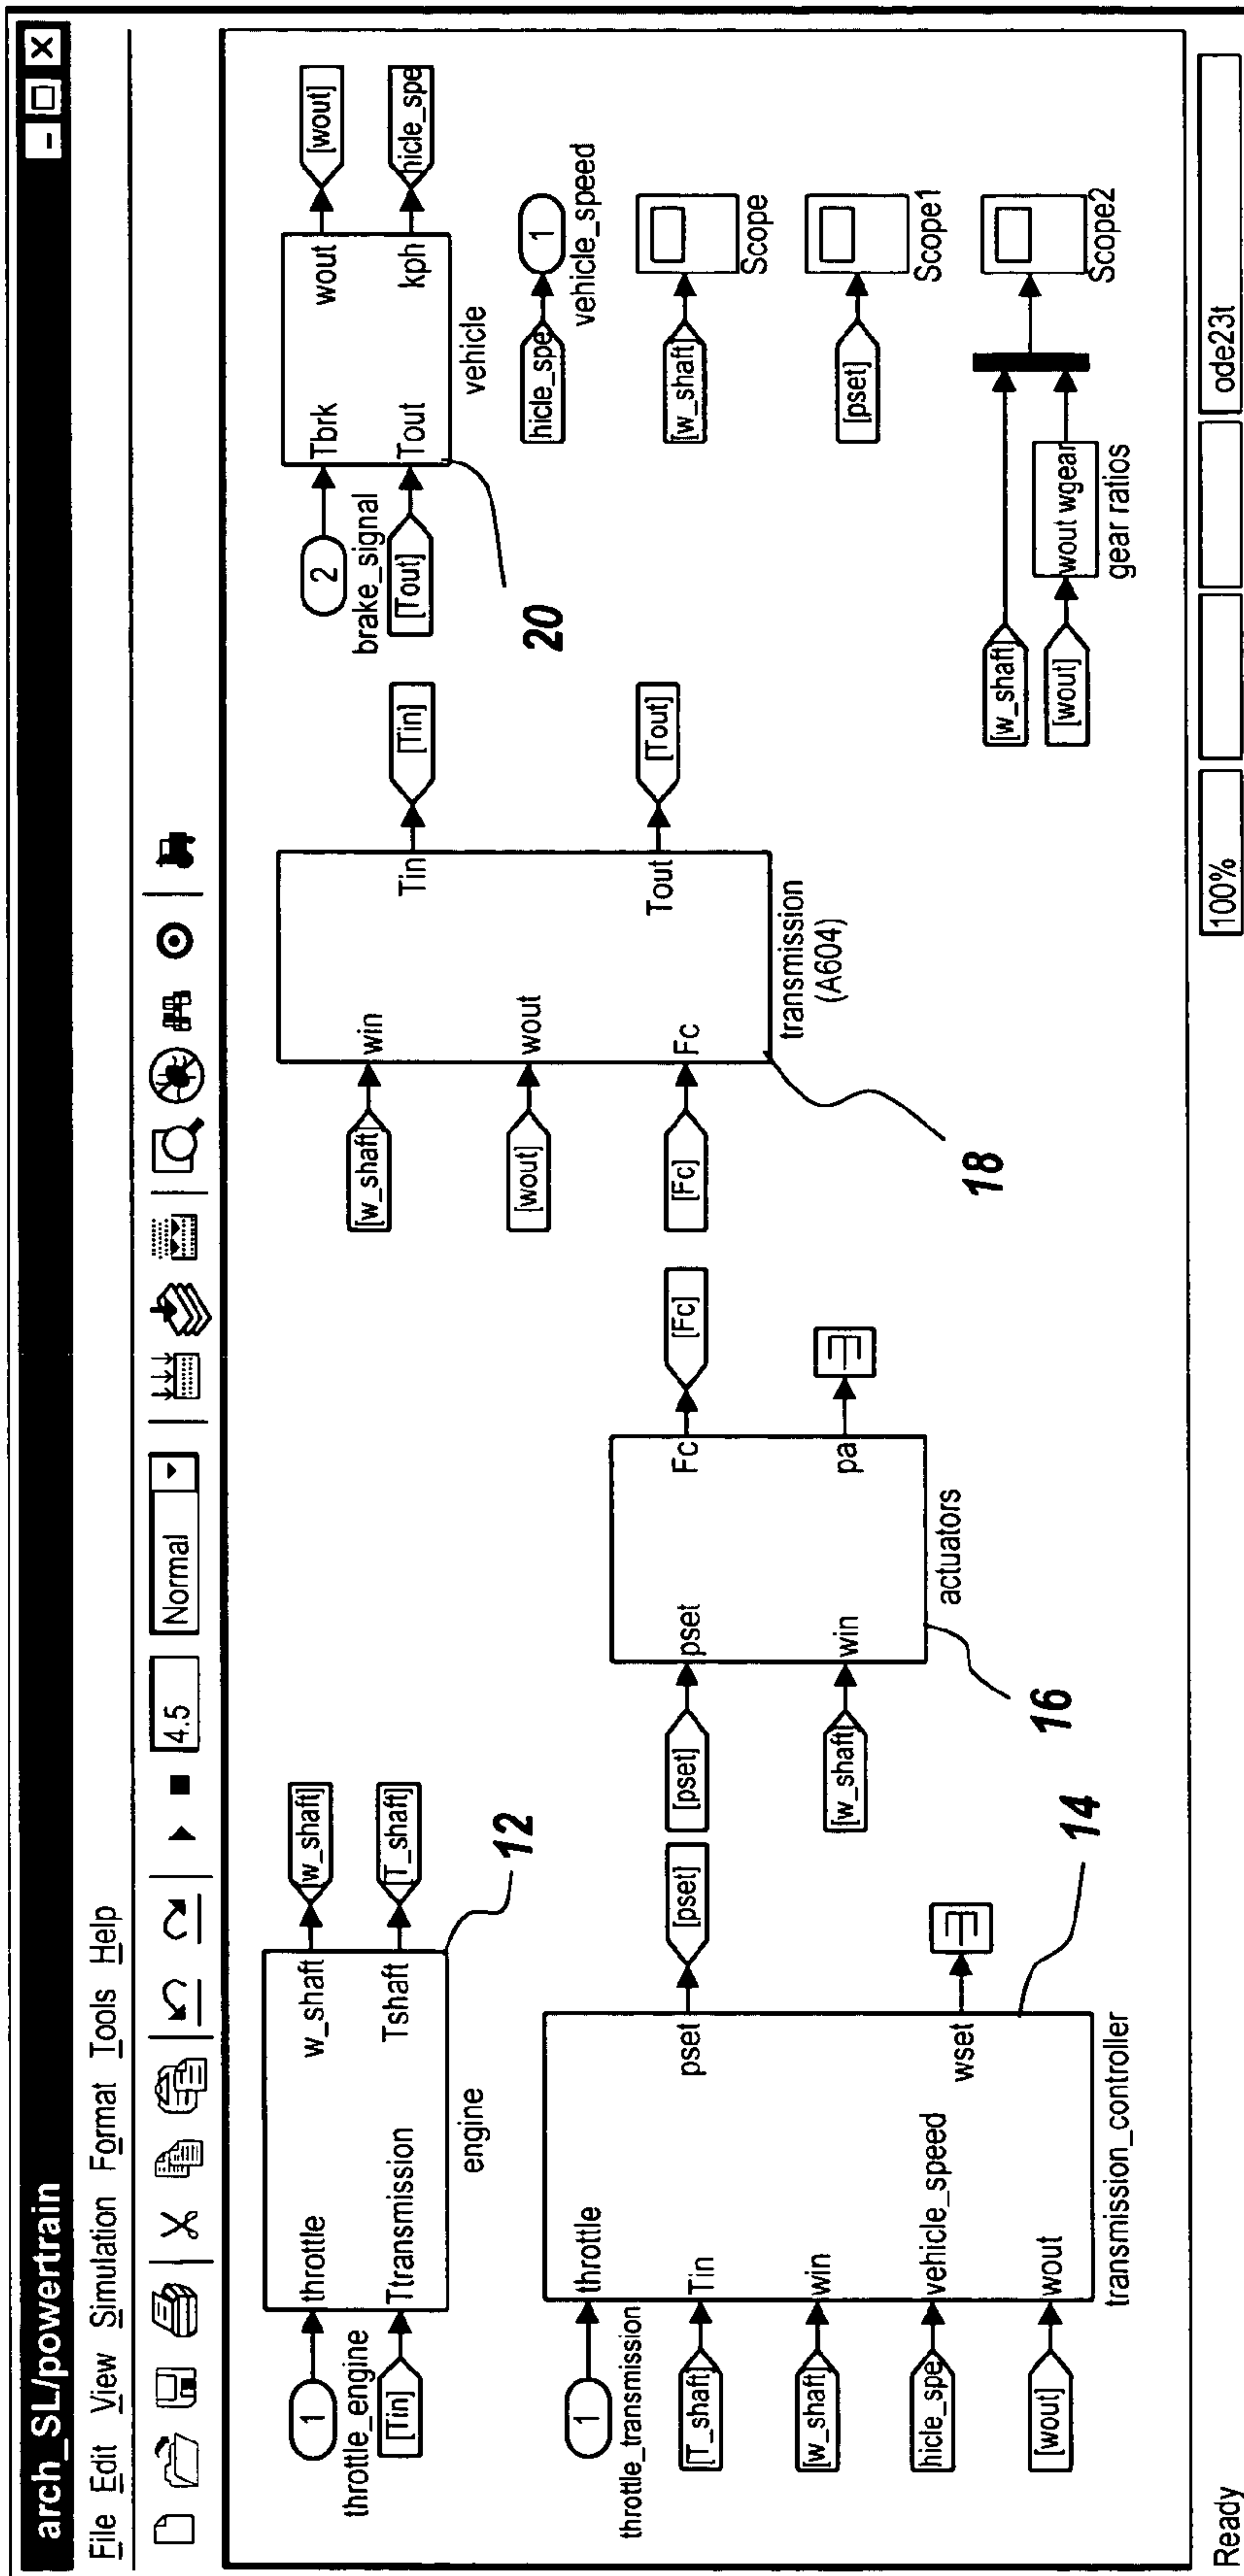 arch_SL/powertrain
File Edit View Simulation Format Tools Help
4.5 Normal
1
throttle_engine
[Tin]
throttle
Ttransmission
w_shaft
Tshaft
engine
[w_shaft]
[T_shaft]
12
1
throttle_transmission
[T_shaft]
[w_shaft]
hicle_spe
[wout]
throttle
Tin
win
vehicle_speed
wout
pset
wset
transmission_controller
[pset]
14
[pset]
[w_shaft]
pset
win
Fc
pa
actuators
[Fc]
16
[w_shaft]
[wout]
[Fc]
win
wout
Fc
Tin
Tout
transmission
(A604)
[Tin]
[Tout]
18
2
brake_signal
[Tout]
Tbrk
Tout
wout
kph
vehicle
[wout]
hicle_spe
20
hicle_spe
1
vehicle_speed
[w_shaft]
Scope
[pset]
Scope1
[w_shaft]
[wout]
wout wgear
gear ratios
Scope2
Ready
100%
ode23t